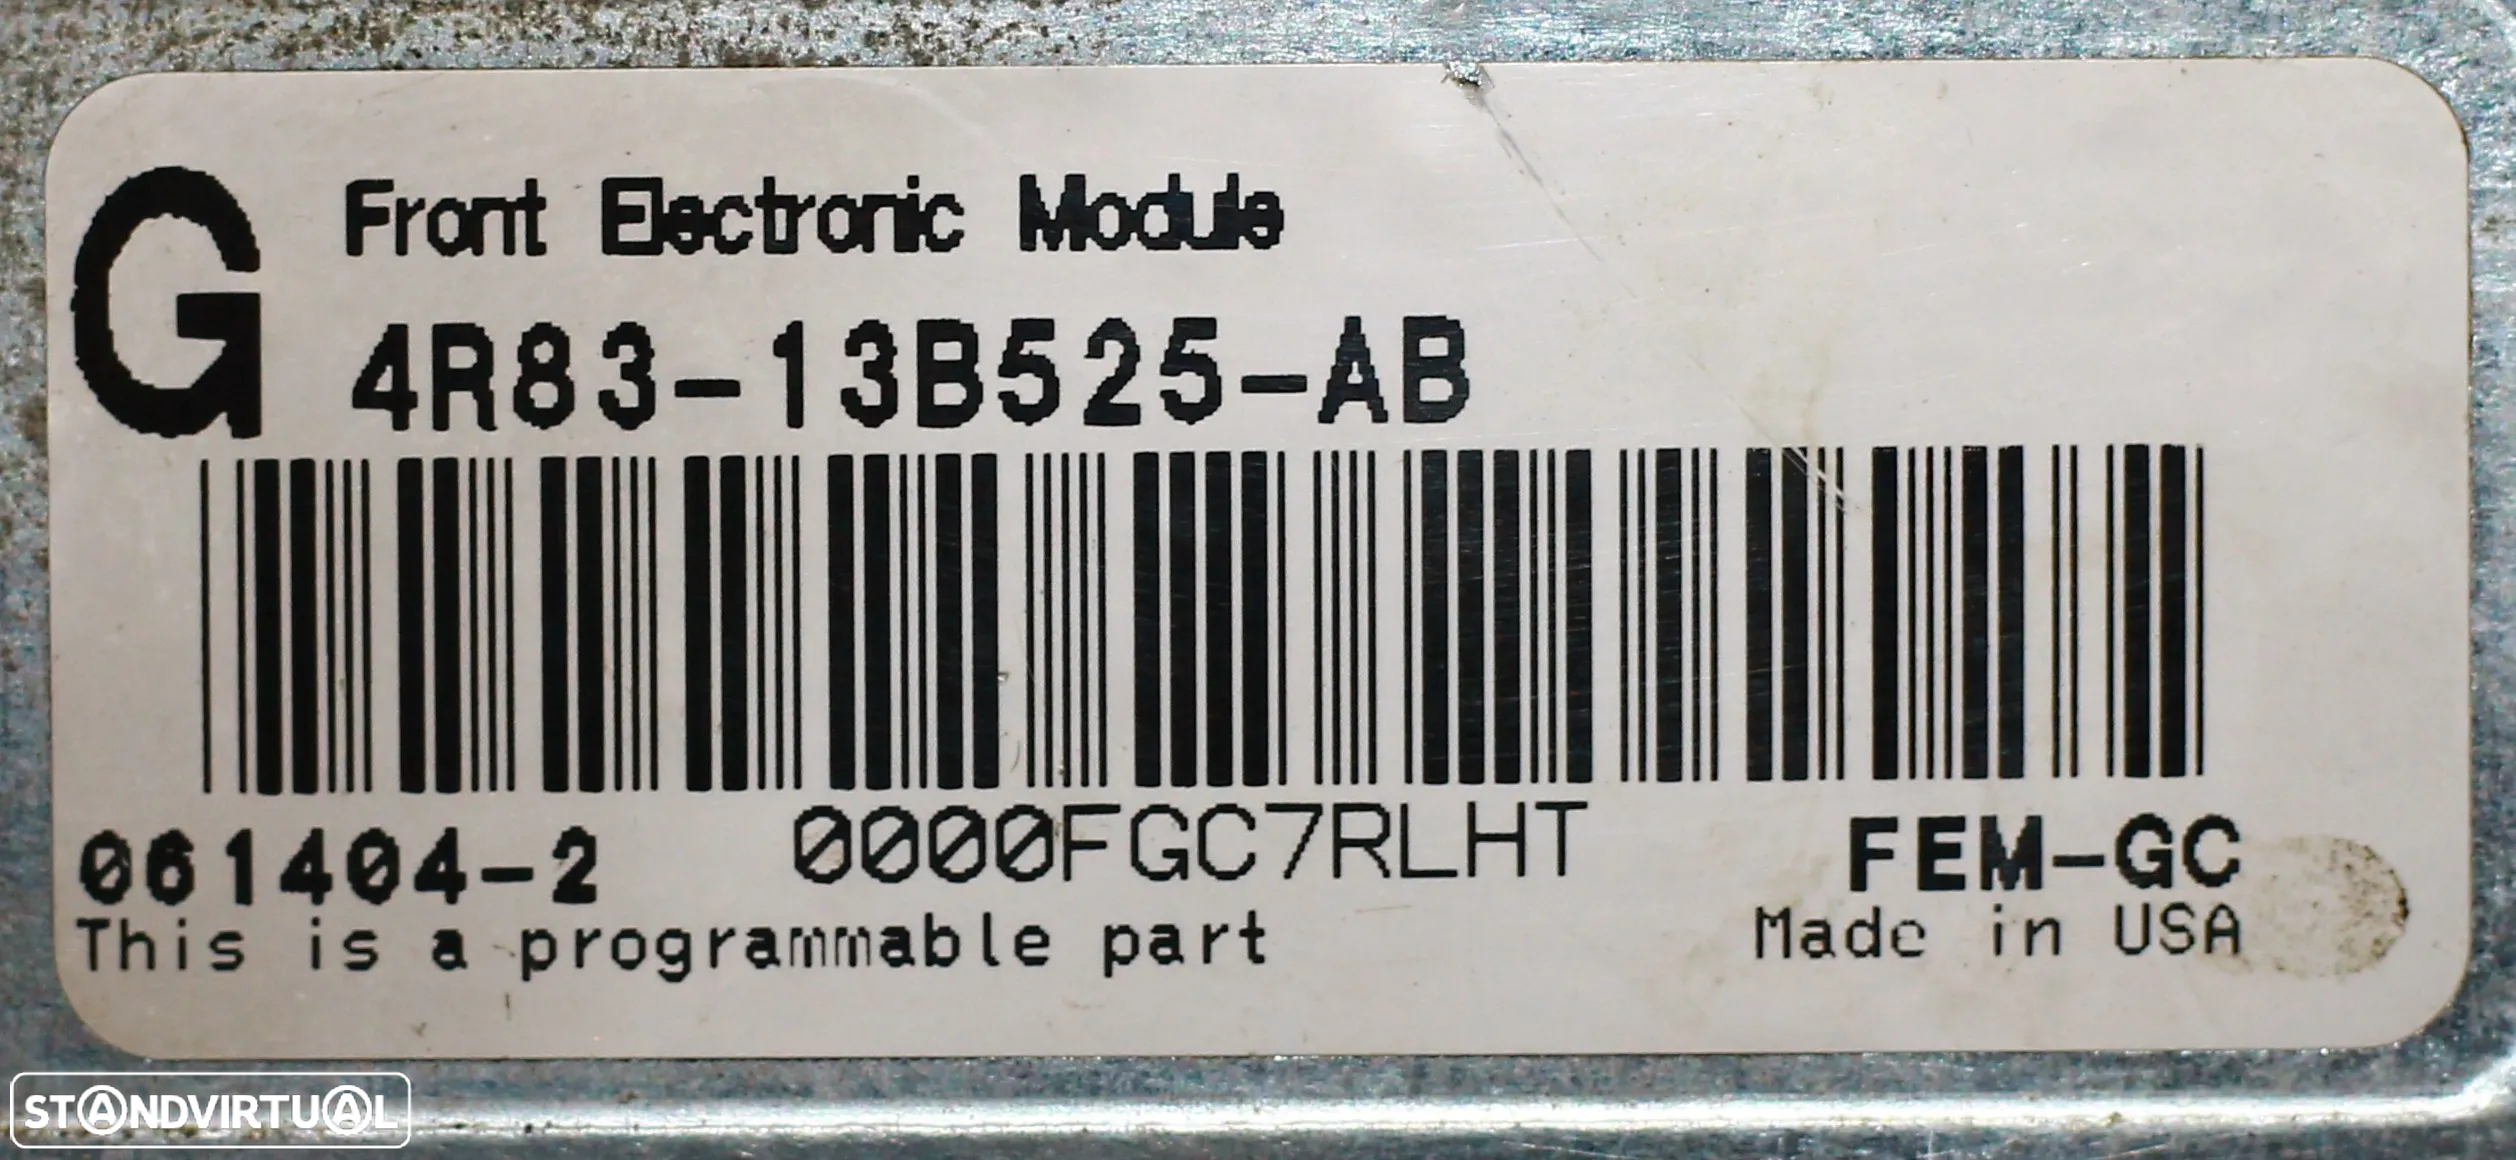 G
Front Electronic Module
4R83-13B525-AB
0000FGC7RLHT
061404-2
FEM-GC
This is a programmable part
Made in USA
STANDVIRTUAL